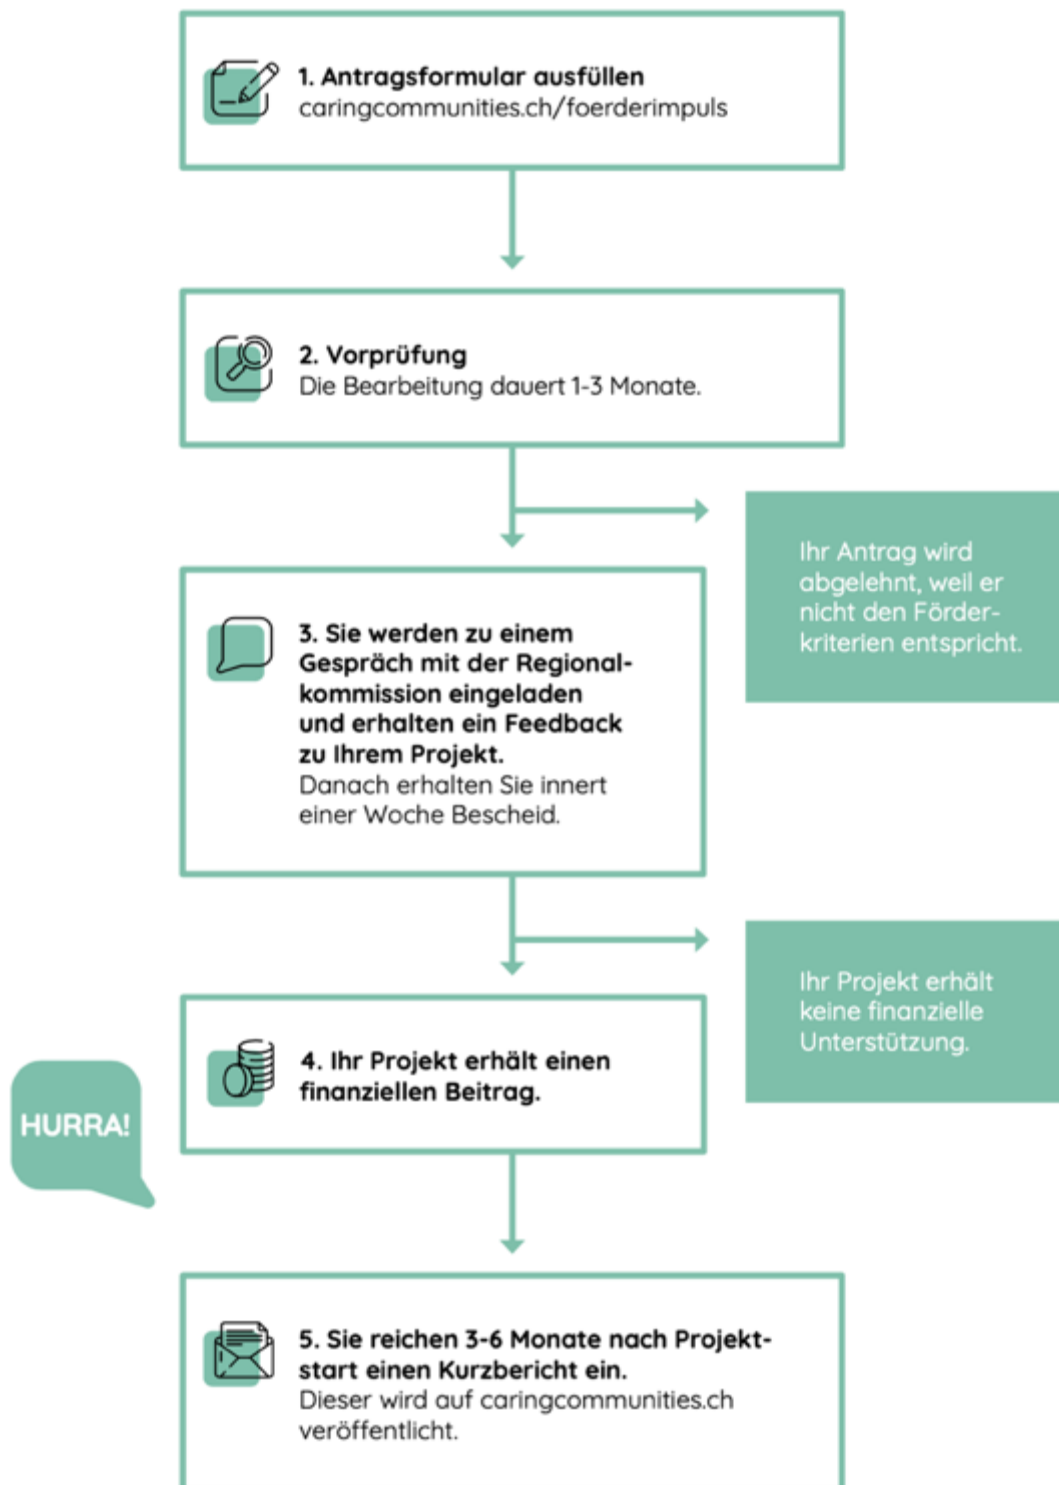 1. Antragsformular ausfüllen
caringcommunities.ch/foerderimpuls
2. Vorprüfung
Die Bearbeitung dauert 1-3 Monate.
Ihr Antrag wird
abgelehnt, weil er
nicht den Förder-
kriterien entspricht.
3. Sie werden zu einem
Gespräch mit der Regional-
kommission eingeladen
und erhalten ein Feedback
zu Ihrem Projekt.
Danach erhalten Sie innert
einer Woche Bescheid.
Ihr Projekt erhält
keine finanzielle
Unterstützung.
4. Ihr Projekt erhält einen
finanziellen Beitrag.
HURRA!
5. Sie reichen 3-6 Monate nach Projekt-
start einen Kurzbericht ein.
Dieser wird auf caringcommunities.ch
veröffentlicht.